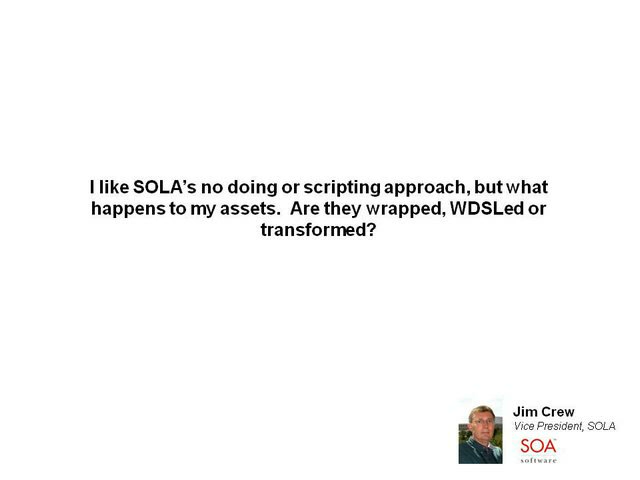 I like SOLA's no doing or scripting approach, but what
happens to my assets.  Are they wrapped, WDSLed or
transformed?
Jim Crew
Vice President, SOLA
SOA™
software